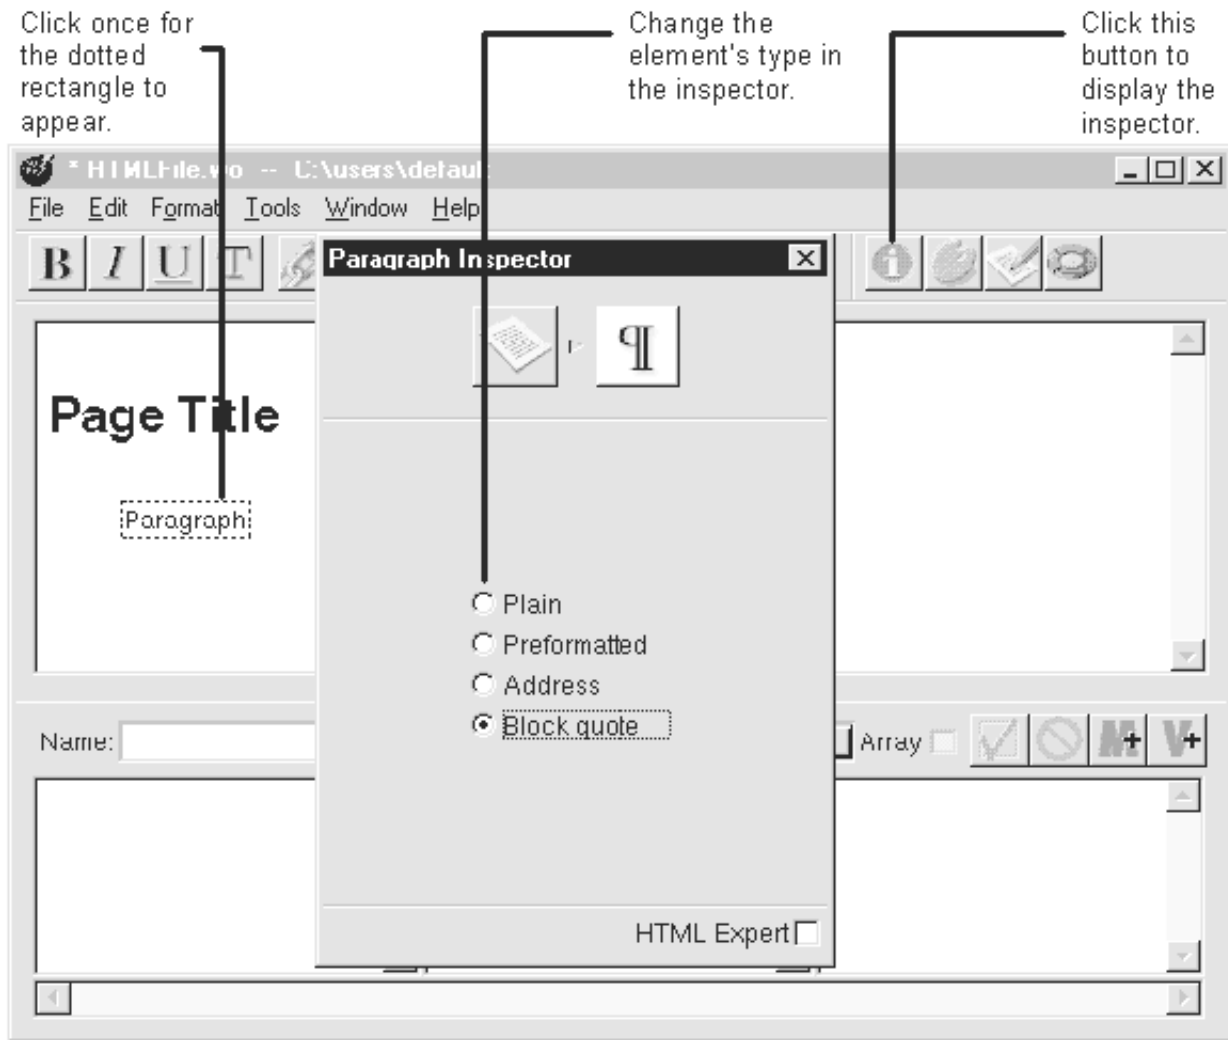 Click once for
the dotted
rectangle to
appear.
Change the
element's type in
the inspector.
Click this
button to
display the
inspector.
* HTMLFile.wo -- C:\users\default
File Edit Format Tools Window Help
B I U T
Paragraph Inspector
¶
Page Title
Paragraph
Plain
Preformatted
Address
Block quote
Name:
Array
M+ V+
HTML Expert